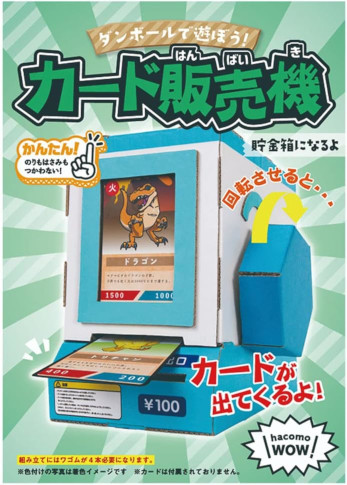 ダンボールで遊ぼう!
はん ばい き
カード販売機
かんたん!
のりもはさみも
つかわない!
貯金箱になるよ
回転させると・・・
火
ドラゴン
1500 1000
400 200
¥100
カードが
出てくるよ!
hacomo
WOW!
組み立てにはワゴムが4本必要になります。
※色付けの写真は着色イメージです ※カードは付属されておりません。